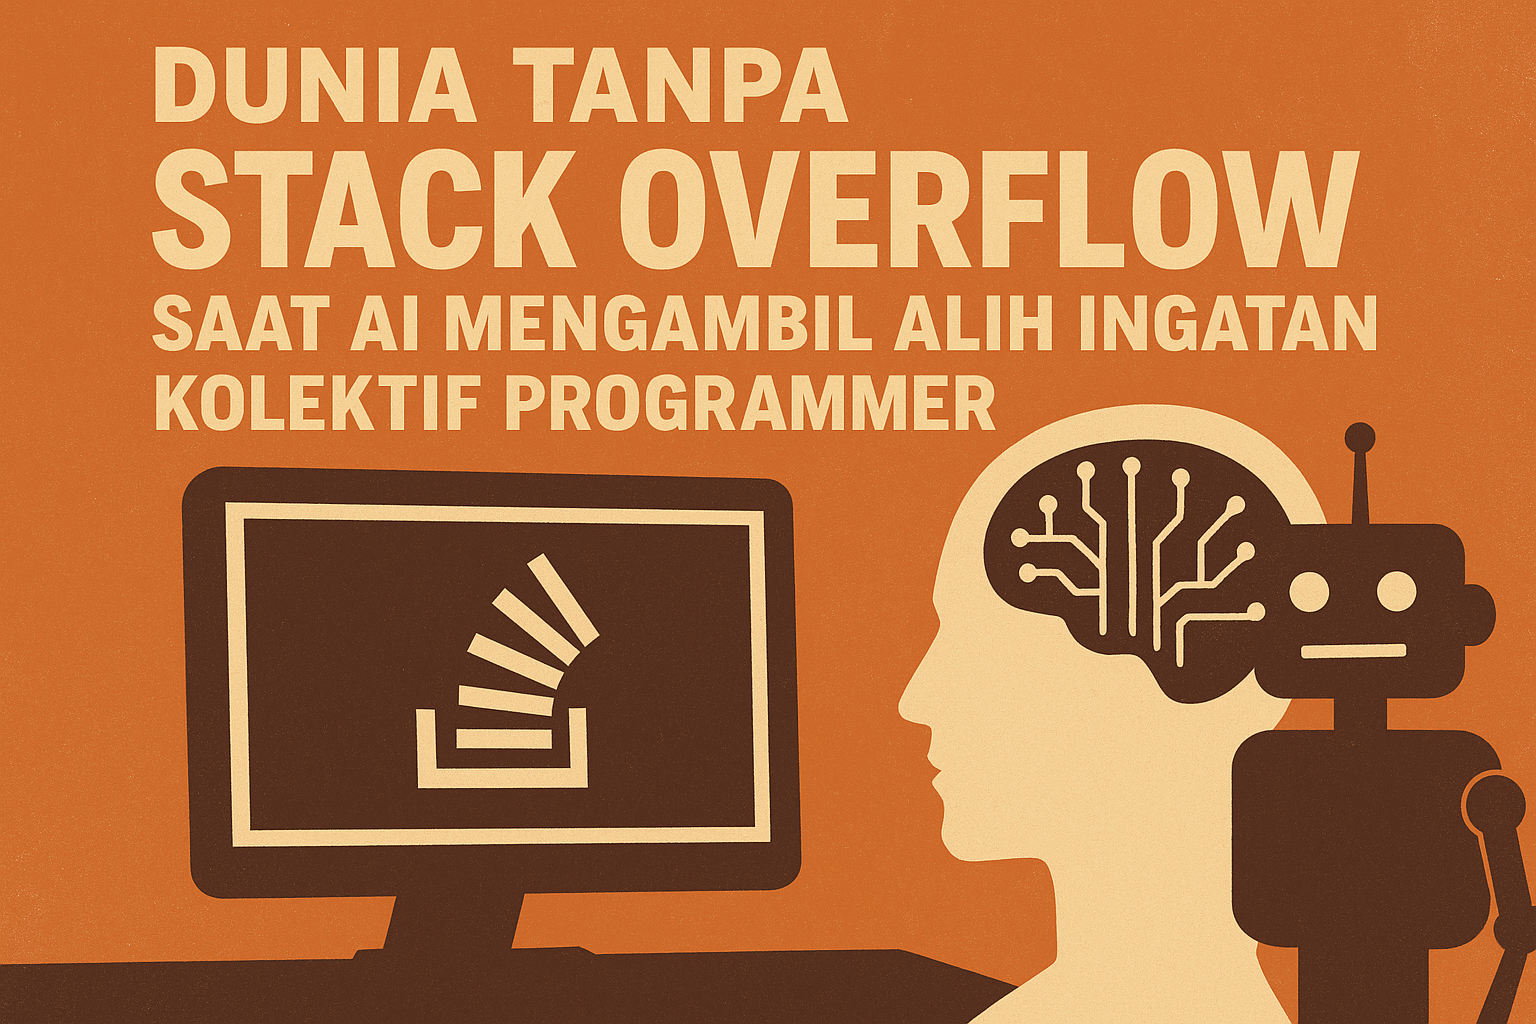 DUNIA TANPA
STACK OVERFLOW
SAAT AI MENGAMBIL ALIH INGATAN
KOLEKTIF PROGRAMMER